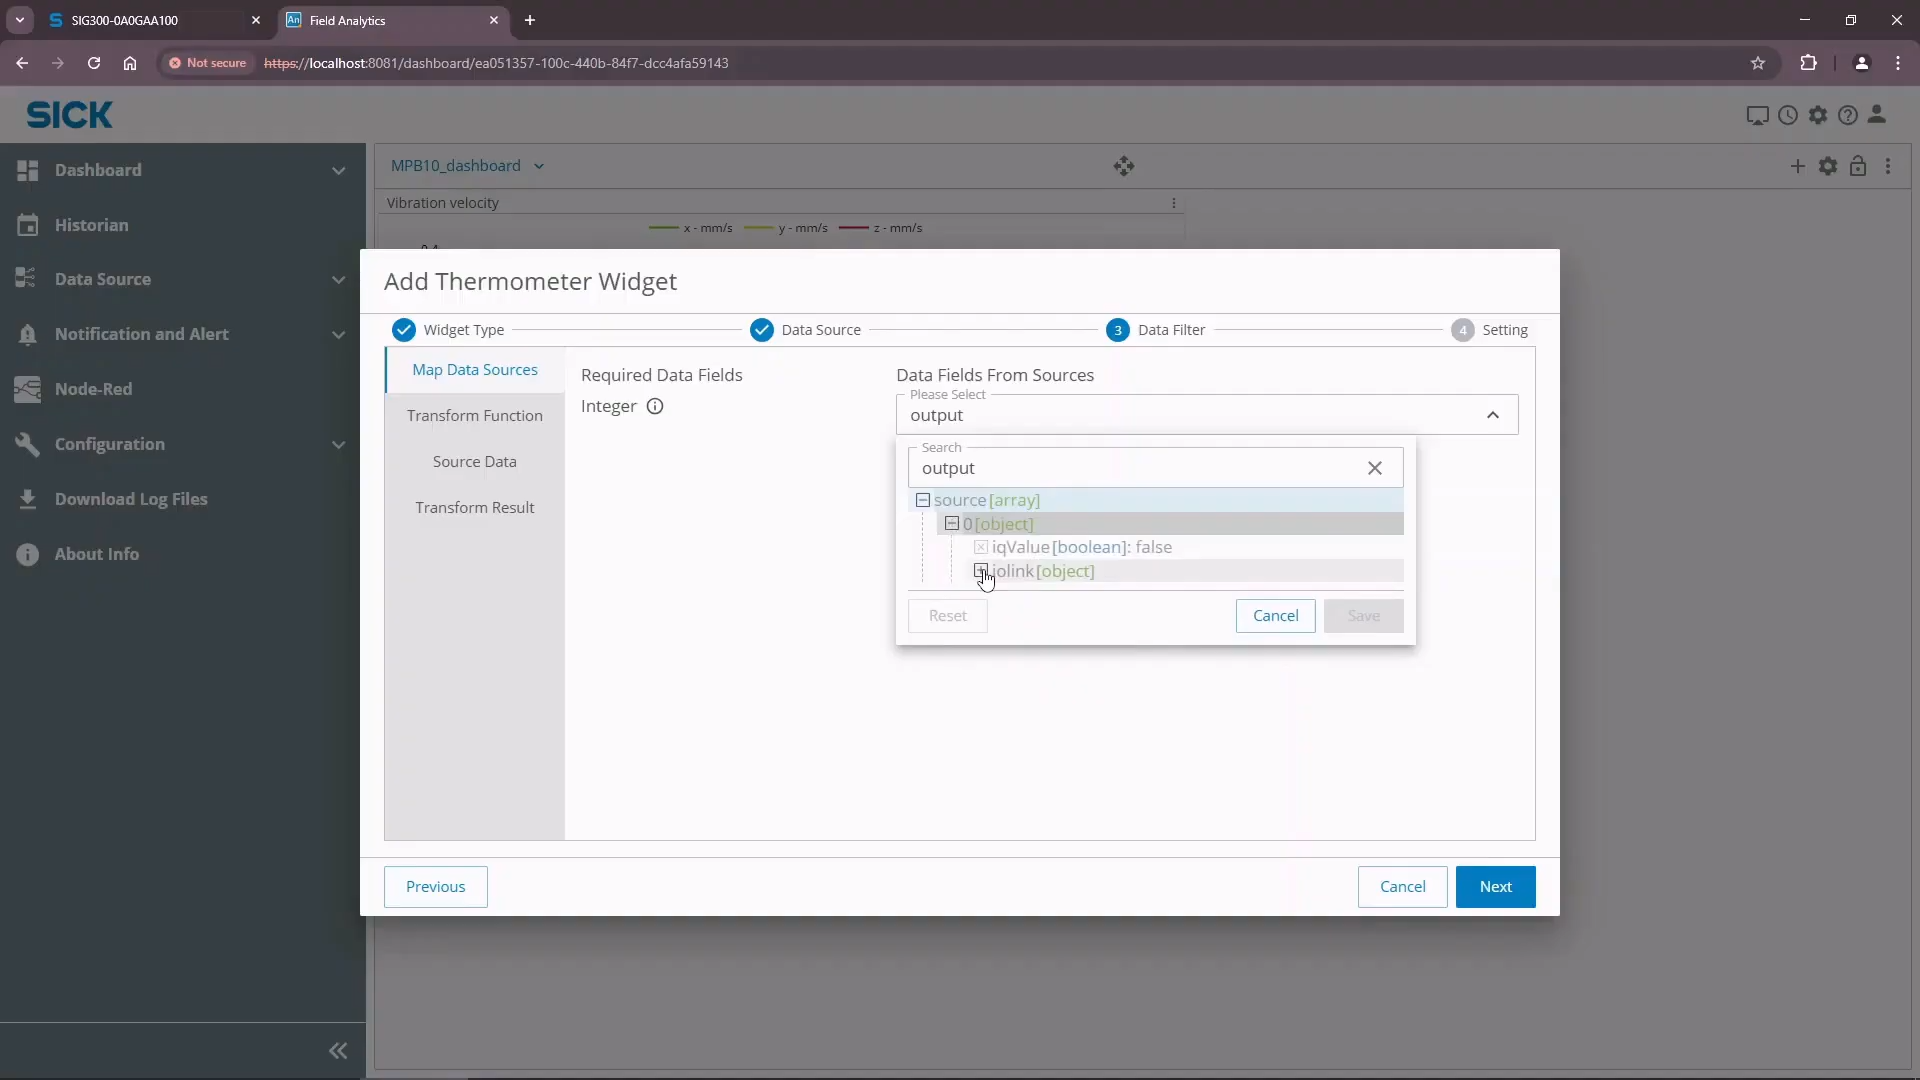 SIG300-0A0GAA100
An Field Analytics
Not secure
https://localhost:8081/dashboard/ea051357-100c-440b-84f7-dcc4afa59143
SICK
Dashboard
Historian
Data Source
Notification and Alert
Node-Red
Configuration
Download Log Files
About Info
MPB10_dashboard
Vibration velocity
x - mm/s y - mm/s z - mm/s
0.4
Add Thermometer Widget
Widget Type
Data Source
3 Data Filter
4 Setting
Map Data Sources
Transform Function
Source Data
Transform Result
Required Data Fields
Integer
Data Fields From Sources
Please Select
output
Search
output
source[array]
0[object]
iqValue[boolean]: false
iolink[object]
Reset
Cancel
Save
Previous
Cancel
Next